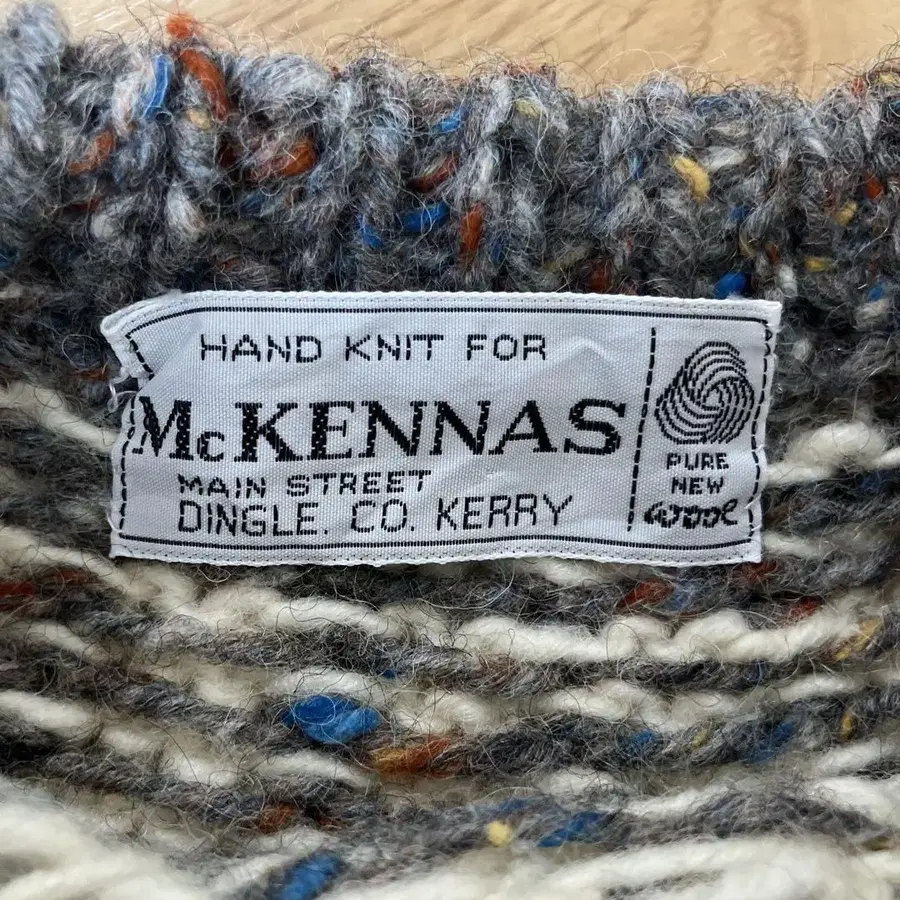 HAND KNIT FOR
McKENNAS
MAIN STREET
DINGLE. CO. KERRY
PURE
NEW
WOOL